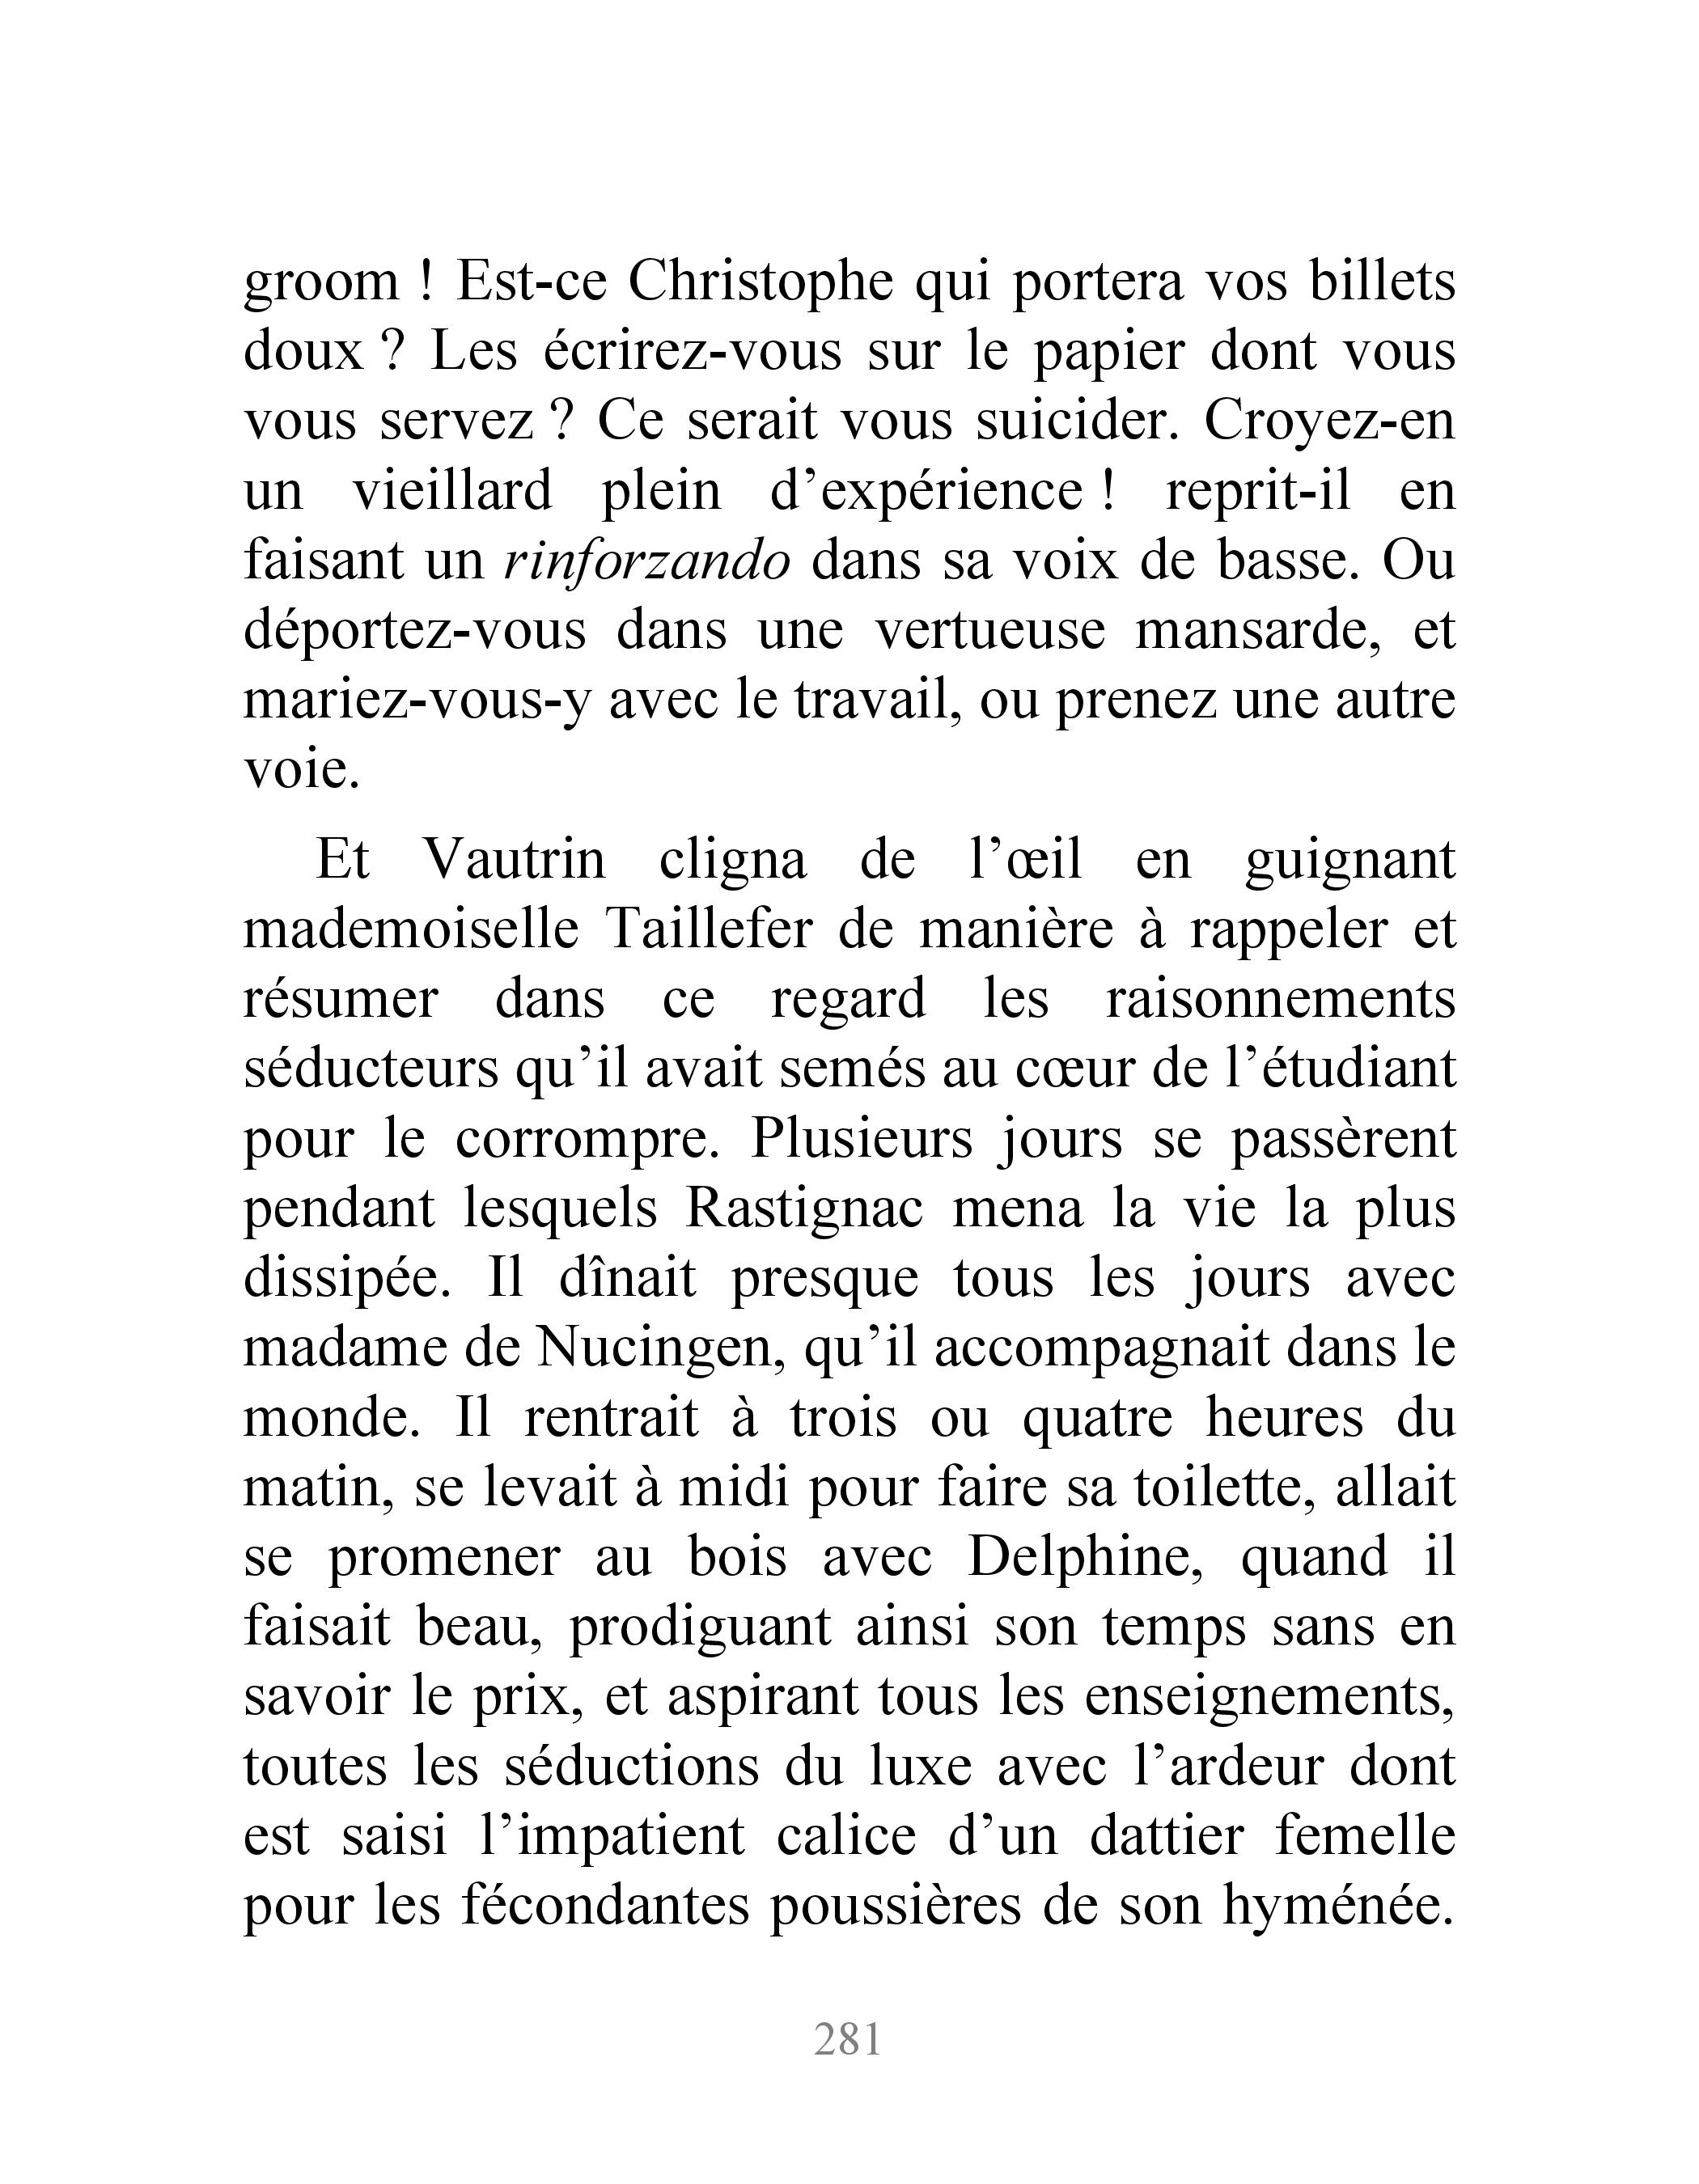 groom ! Est-ce Christophe qui portera vos billets
doux ? Les écrirez-vous sur le papier dont vous
vous servez ? Ce serait vous suicider. Croyez-en
un vieillard plein d’expérience ! reprit-il en
faisant un rinforzando dans sa voix de basse. Ou
déportez-vous dans une vertueuse mansarde, et
mariez-vous-y avec le travail, ou prenez une autre
voie.
Et Vautrin cligna de l’œil en guignant
mademoiselle Taillefer de manière à rappeler et
résumer dans ce regard les raisonnements
séducteurs qu’il avait semés au cœur de l’étudiant
pour le corrompre. Plusieurs jours se passèrent
pendant lesquels Rastignac mena la vie la plus
dissipée. Il dînait presque tous les jours avec
madame de Nucingen, qu’il accompagnait dans le
monde. Il rentrait à trois ou quatre heures du
matin, se levait à midi pour faire sa toilette, allait
se promener au bois avec Delphine, quand il
faisait beau, prodiguant ainsi son temps sans en
savoir le prix, et aspirant tous les enseignements,
toutes les séductions du luxe avec l’ardeur dont
est saisi l’impatient calice d’un dattier femelle
pour les fécondantes poussières de son hyménée.
281